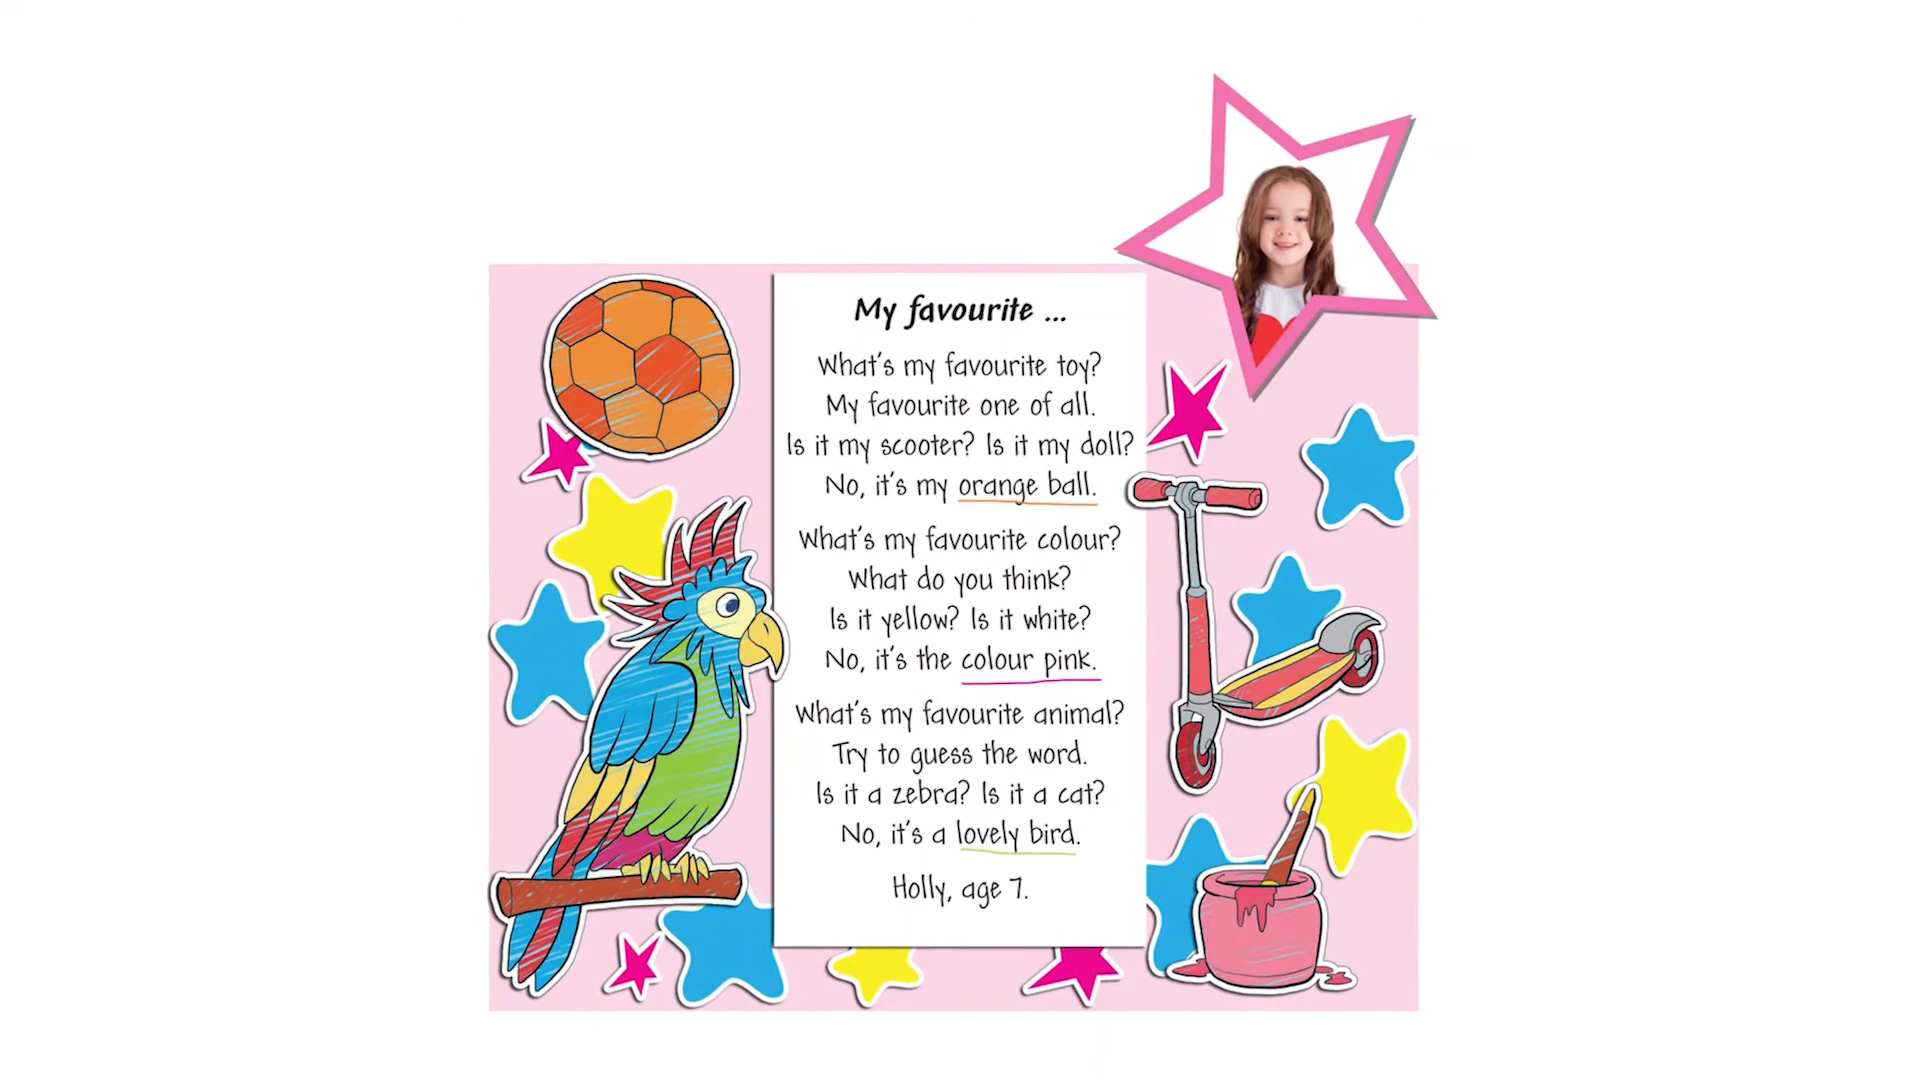 My favourite ...
What's my favourite toy?
My favourite one of all.
Is it my scooter? Is it my doll?
No, it's my orange ball.
What's my favourite colour?
What do you think?
Is it yellow? Is it white?
No, it's the colour pink.
What's my favourite animal?
Try to guess the word.
Is it a zebra? Is it a cat?
No, it's a lovely bird.
Holly, age 7.